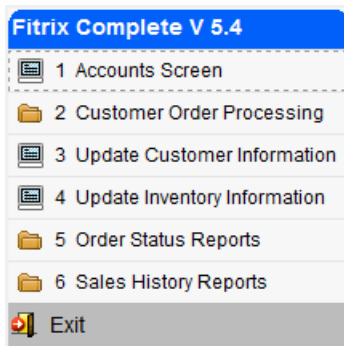 Fitrix Complete V 5.4
1 Accounts Screen
2 Customer Order Processing
3 Update Customer Information
4 Update Inventory Information
5 Order Status Reports
6 Sales History Reports
Exit